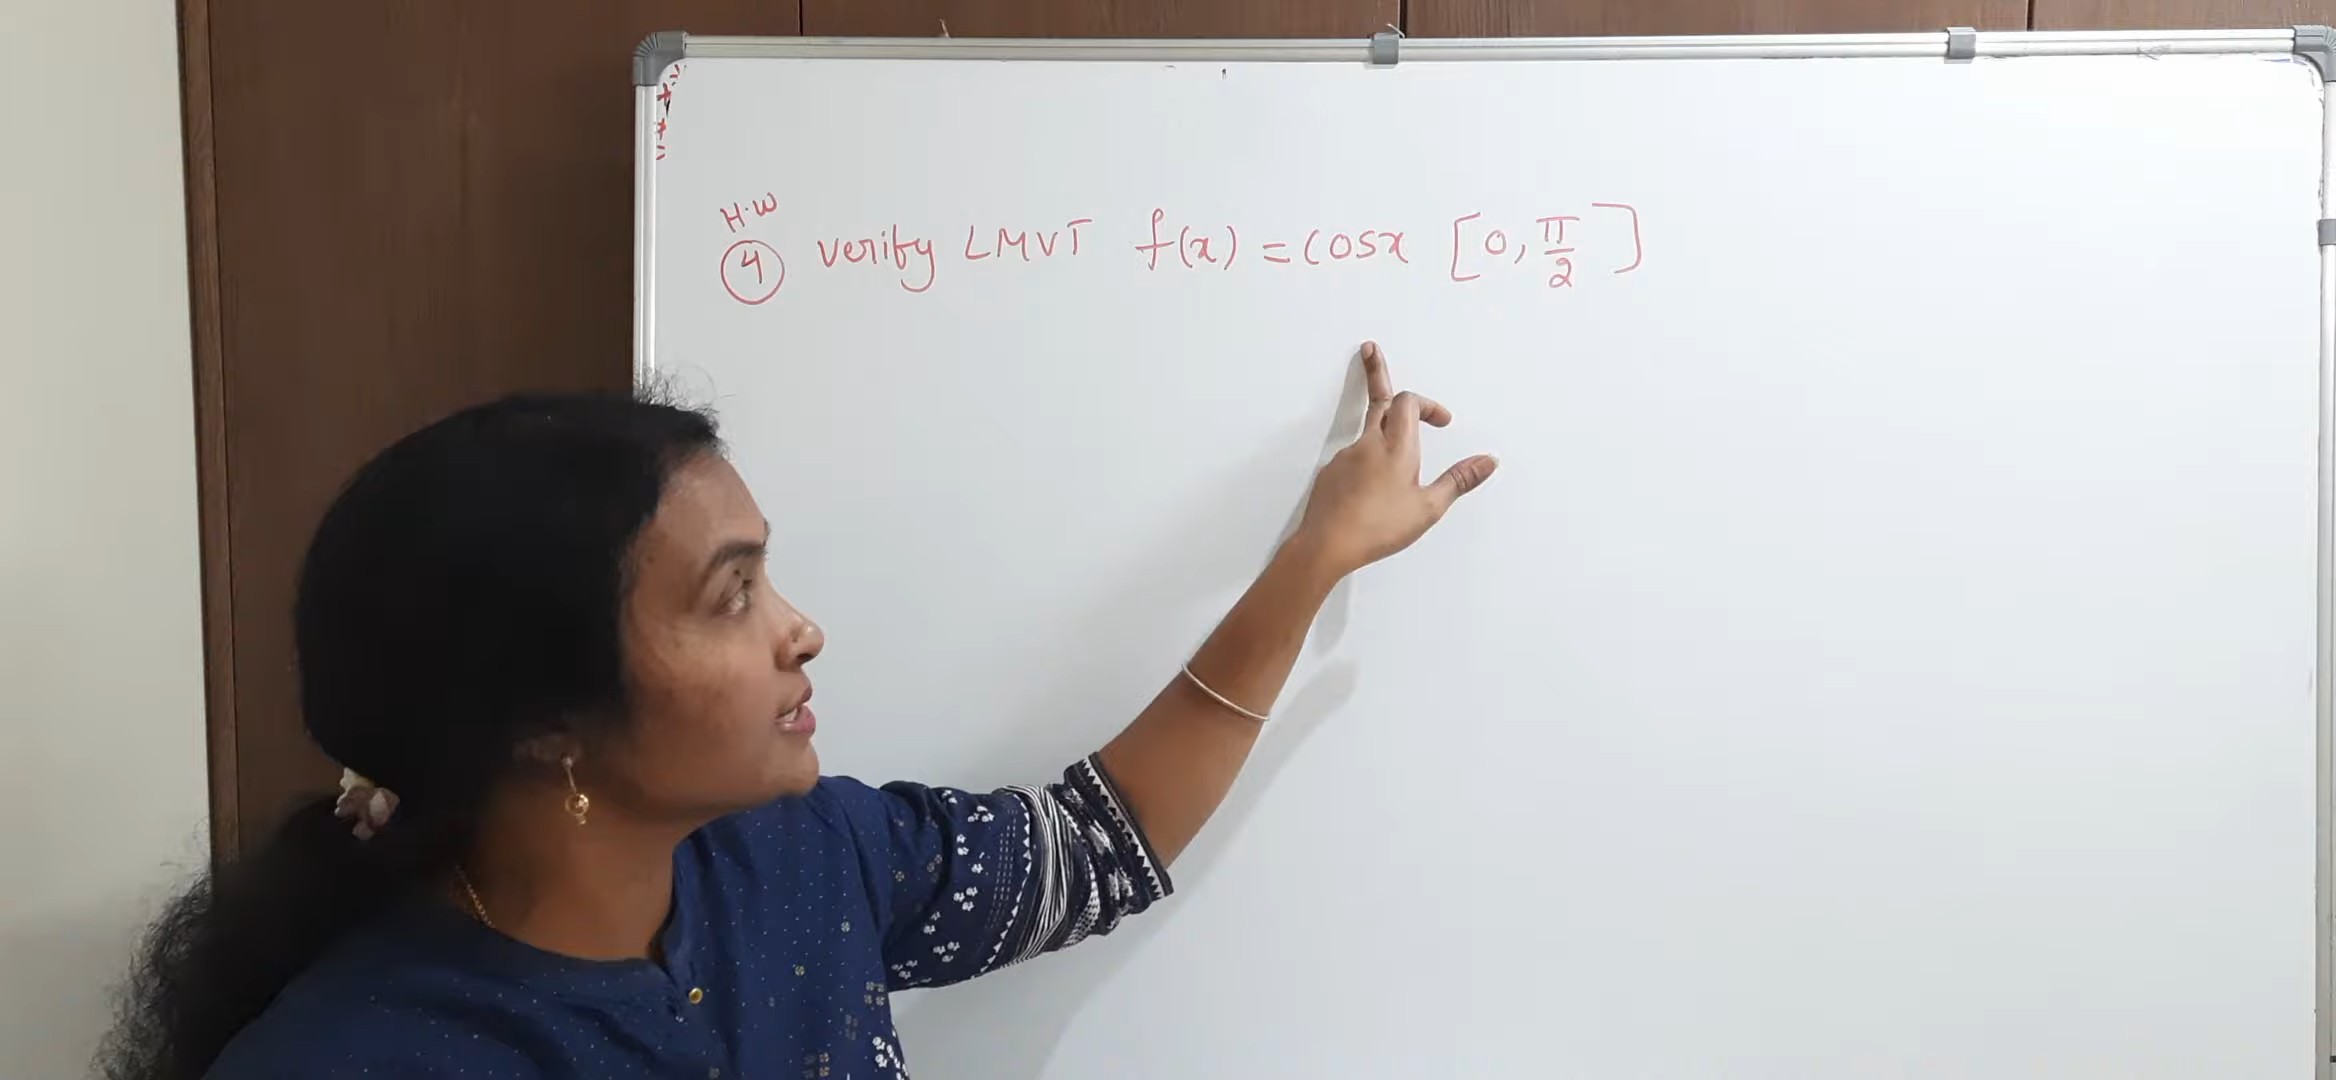 H.W
④ verify LMVT f(x) = cosx [0, π/2]